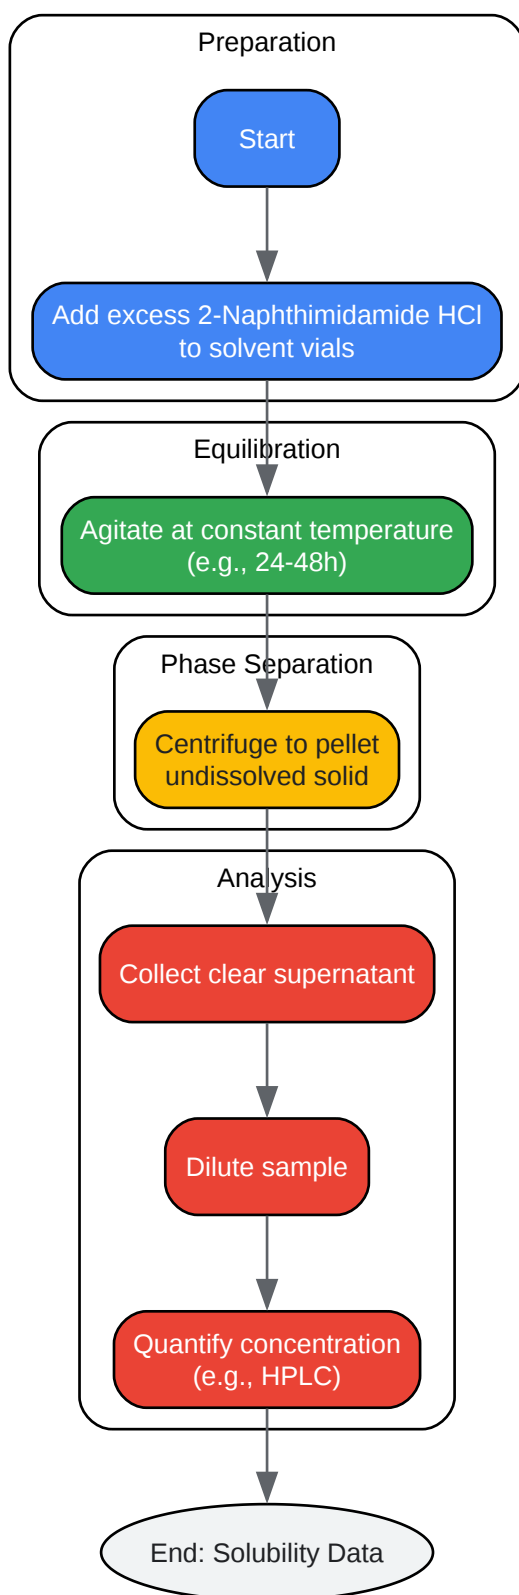 Preparation
Start
Add excess 2-Naphthimidamide HCl
to solvent vials
Equilibration
Agitate at constant temperature
(e.g., 24-48h)
Phase Separation
Centrifuge to pellet
undissolved solid
Analysis
Collect clear supernatant
Dilute sample
Quantify concentration
(e.g., HPLC)
End: Solubility Data